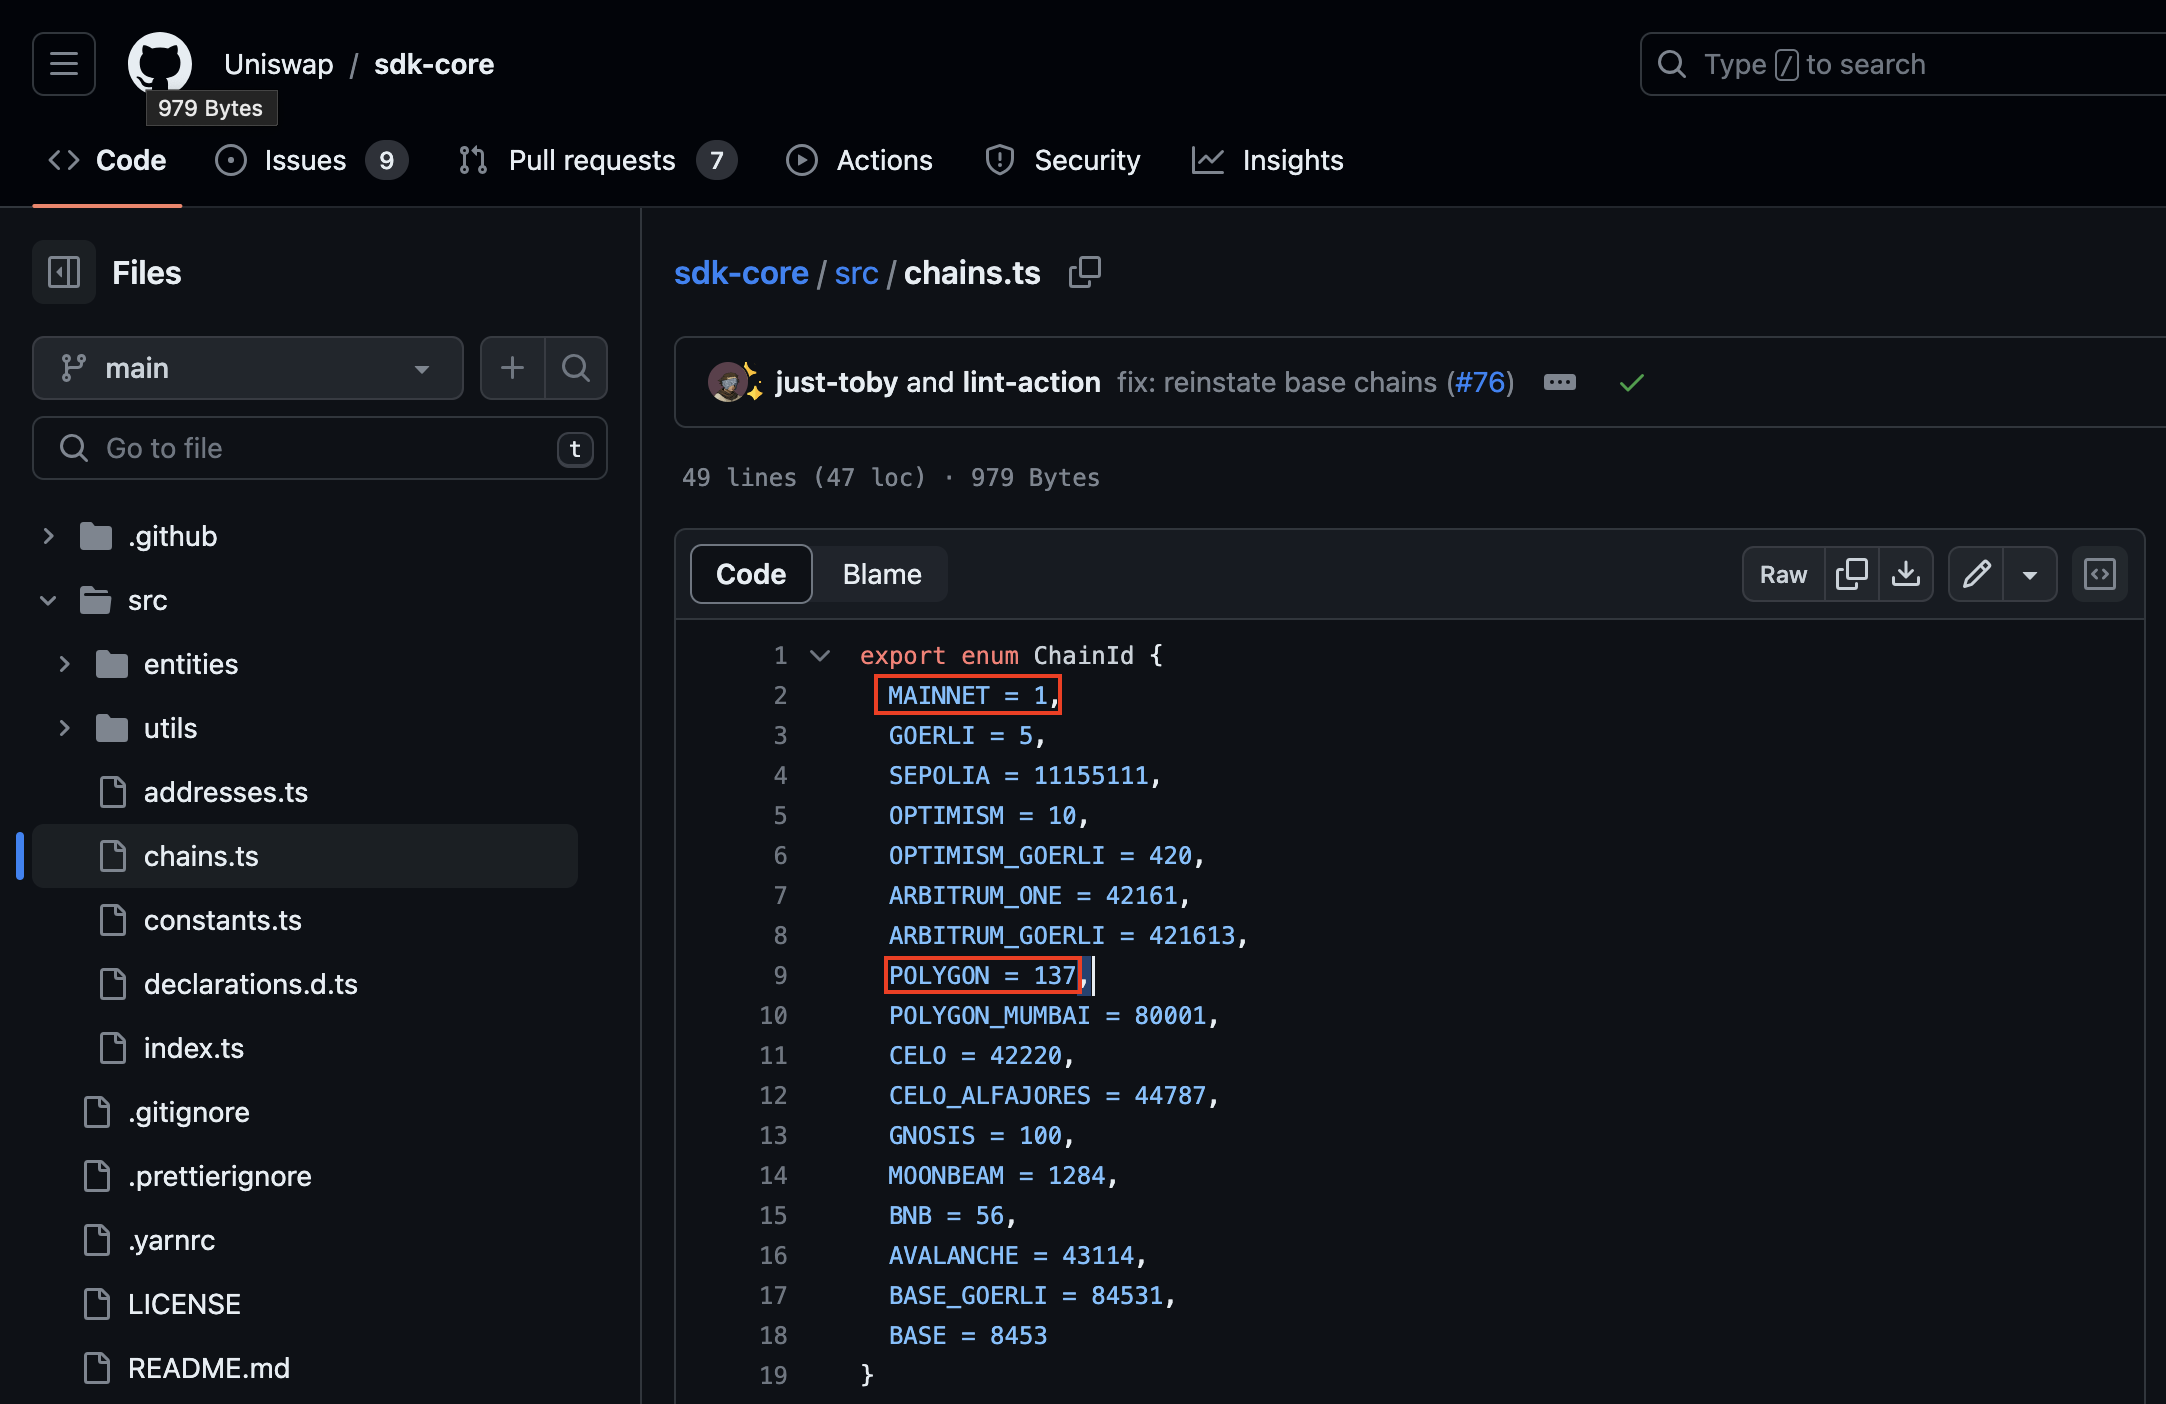 Uniswap / sdk-core
Type / to search
979 Bytes
Code
Issues 9
Pull requests 7
Actions
Security
Insights
Files
main
Go to file
t
.github
src
entities
utils
addresses.ts
chains.ts
constants.ts
declarations.d.ts
index.ts
.gitignore
.prettierignore
.yarnrc
LICENSE
README.md
sdk-core / src / chains.ts
just-toby and lint-action fix: reinstate base chains (#76)
49 lines (47 loc) · 979 Bytes
Code Blame
Raw
1 export enum ChainId {
2 MAINNET = 1,
3 GOERLI = 5,
4 SEPOLIA = 11155111,
5 OPTIMISM = 10,
6 OPTIMISM_GOERLI = 420,
7 ARBITRUM_ONE = 42161,
8 ARBITRUM_GOERLI = 421613,
9 POLYGON = 137,
10 POLYGON_MUMBAI = 80001,
11 CELO = 42220,
12 CELO_ALFAJORES = 44787,
13 GNOSIS = 100,
14 MOONBEAM = 1284,
15 BNB = 56,
16 AVALANCHE = 43114,
17 BASE_GOERLI = 84531,
18 BASE = 8453
19 }